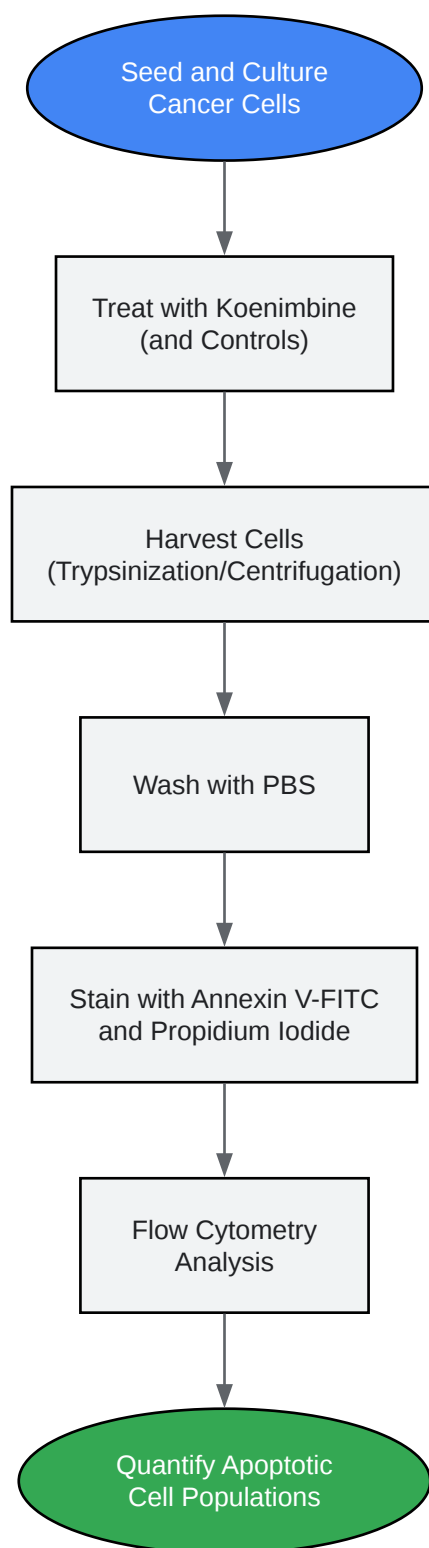 Seed and Culture
Cancer Cells
Treat with Koenimbine
(and Controls)
Harvest Cells
(Trypsinization/Centrifugation)
Wash with PBS
Stain with Annexin V-FITC
and Propidium Iodide
Flow Cytometry
Analysis
Quantify Apoptotic
Cell Populations